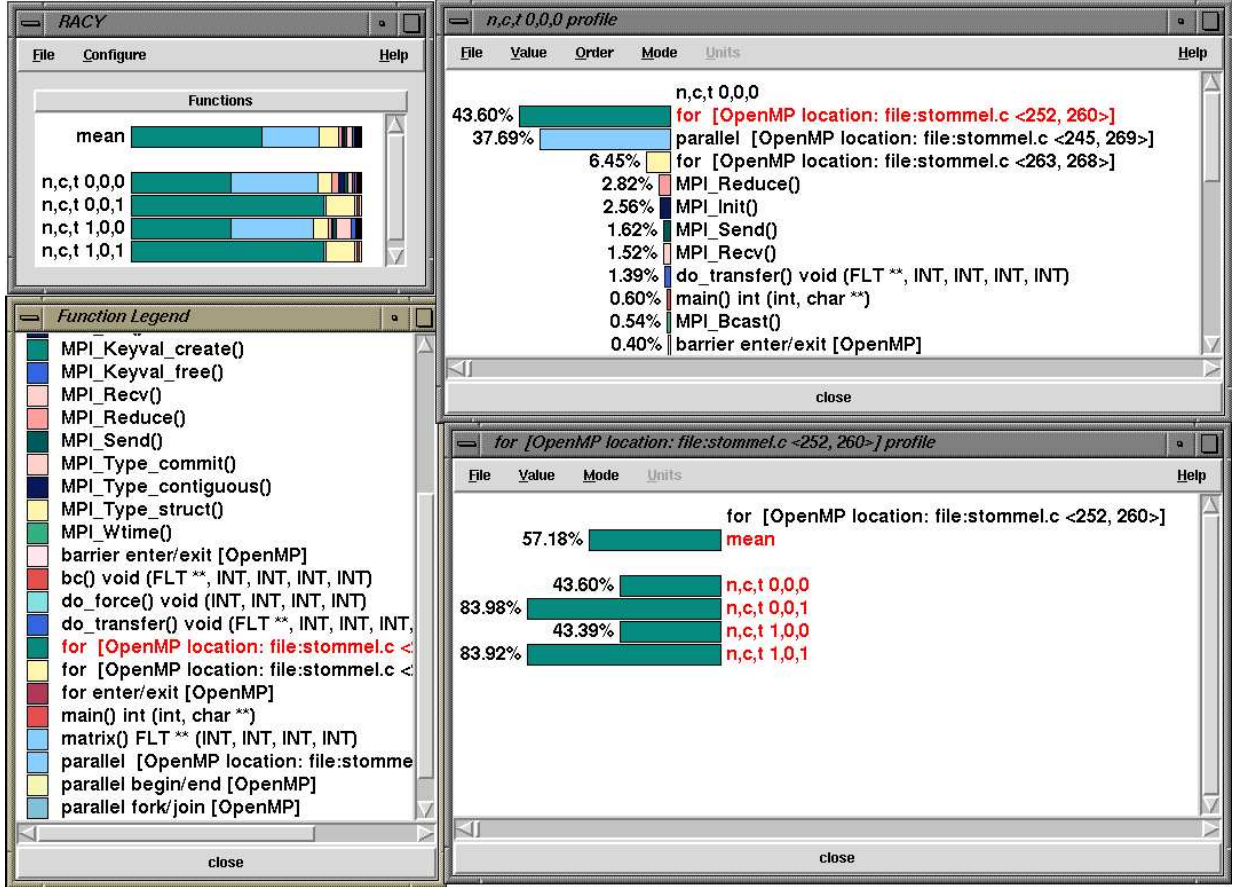 RACY
File Configure Help
Functions
mean
n,c,t 0,0,0
n,c,t 0,0,1
n,c,t 1,0,0
n,c,t 1,0,1
n,c,t 0,0,0 profile
File Value Order Mode Units Help
n,c,t 0,0,0
43.60% for [OpenMP location: file:stommel.c <252, 260>]
37.69% parallel [OpenMP location: file:stommel.c <245, 269>]
6.45% for [OpenMP location: file:stommel.c <263, 268>]
2.82% MPI_Reduce()
2.56% MPI_Init()
1.62% MPI_Send()
1.52% MPI_Recv()
1.39% do_transfer() void (FLT **, INT, INT, INT, INT)
0.60% main() int (int, char **)
0.54% MPI_Bcast()
0.40% barrier enter/exit [OpenMP]
close
Function Legend
MPI_Keyval_create()
MPI_Keyval_free()
MPI_Recv()
MPI_Reduce()
MPI_Send()
MPI_Type_commit()
MPI_Type_contiguous()
MPI_Type_struct()
MPI_Wtime()
barrier enter/exit [OpenMP]
bc() void (FLT **, INT, INT, INT, INT)
do_force() void (INT, INT, INT, INT)
do_transfer() void (FLT **, INT, INT, INT,
for [OpenMP location: file:stommel.c <
for [OpenMP location: file:stommel.c <
for enter/exit [OpenMP]
main() int (int, char **)
matrix() FLT ** (INT, INT, INT, INT)
parallel [OpenMP location: file:stomme
parallel begin/end [OpenMP]
parallel fork/join [OpenMP]
close
for [OpenMP location: file:stommel.c <252, 260>] profile
File Value Mode Units Help
for [OpenMP location: file:stommel.c <252, 260>]
57.18% mean
43.60% n,c,t 0,0,0
83.98% n,c,t 0,0,1
43.39% n,c,t 1,0,0
83.92% n,c,t 1,0,1
close